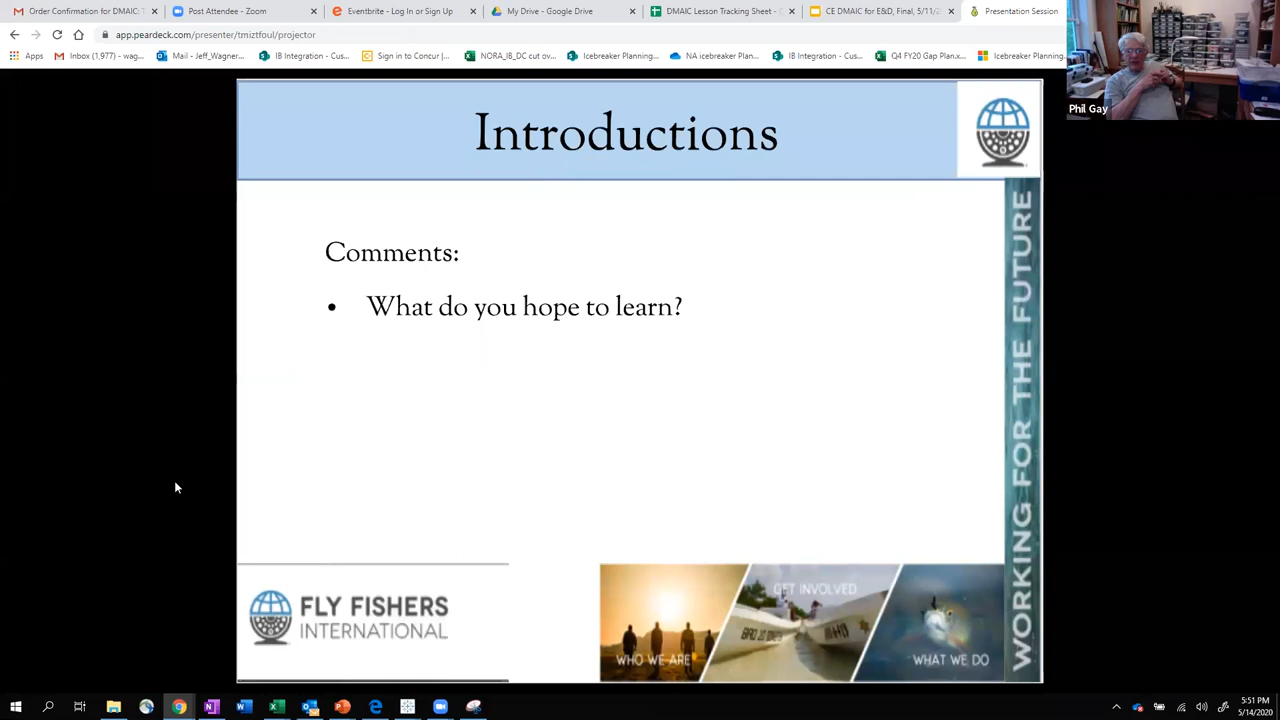 Order Confirmation for DMAIC: T
Post Attendee - Zoom
Eventbrite - Log In or Sign Up
My Drive - Google Drive
DMAIC Lesson Tracking Sheet -
CE DMAIC for E&D, Final, 5/11/2
Presentation Session
app.peardeck.com/presenter/tmiztfoul/projector
Apps
Inbox (1,977) - wag...
Mail - Jeff_Wagner...
IB Integration - Cus...
Sign in to Concur |...
NORA_IB_DC cut ov...
Icebreaker Planning...
NA icebreaker Plan...
IB Integration - Cus...
Q4 FY20 Gap Plan.x...
Icebreaker Planning
Phil Gay
Introductions
Comments:
• What do you hope to learn?
WORKING FOR THE FUTURE
FLY FISHERS
INTERNATIONAL
WHO WE ARE
GET INVOLVED
WHAT WE DO
5:51 PM
5/14/2020